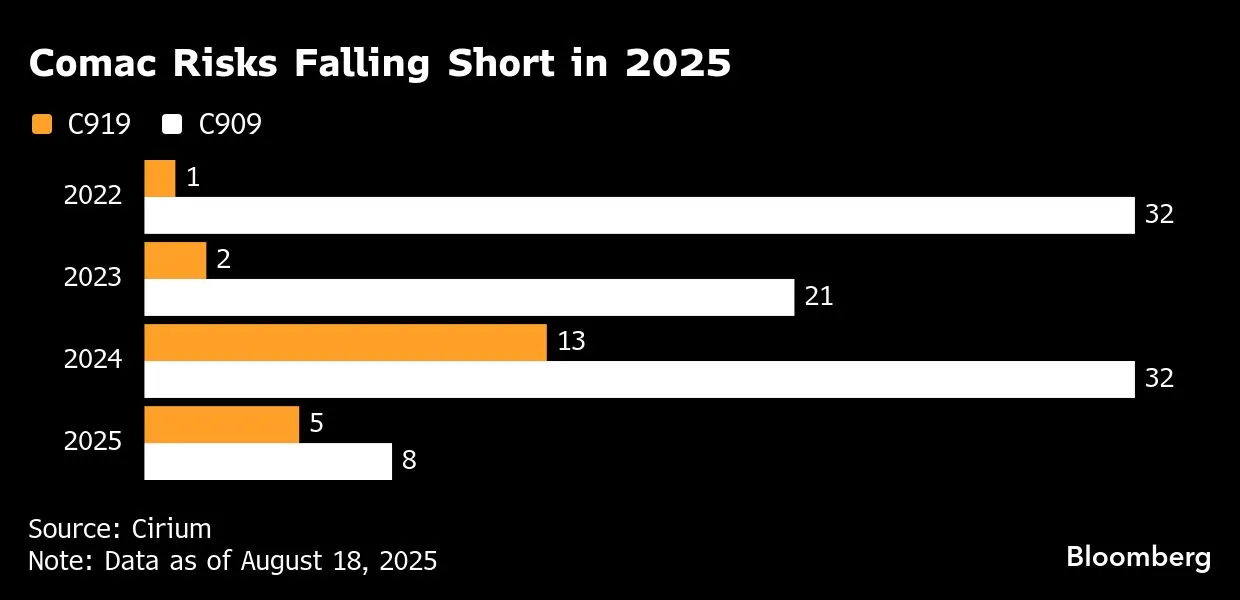 Comac Risks Falling Short in 2025
C919 C909
2022 1
32
2023 2
21
2024 13
32
2025 5
8
Source: Cirium
Note: Data as of August 18, 2025
Bloomberg